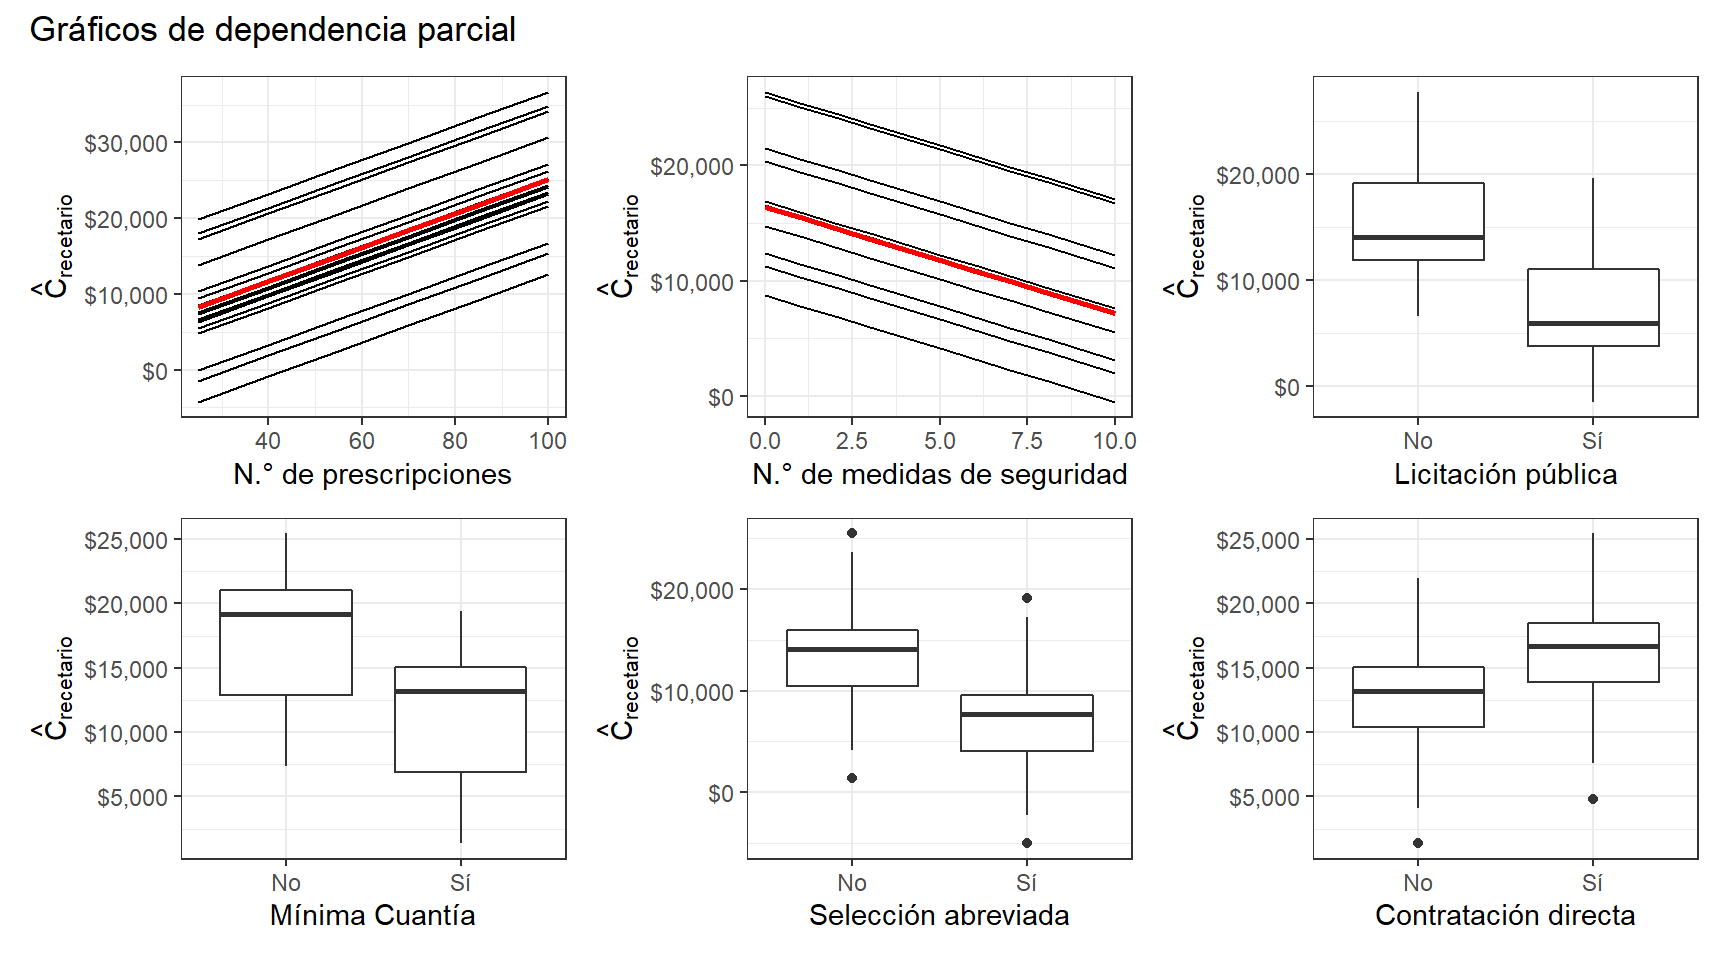 Gráficos de dependencia parcial
Ĉrecetario
$30,000
$20,000
$10,000
$0
40 60 80 100
N.° de prescripciones
Ĉrecetario
$20,000
$10,000
$0
0.0 2.5 5.0 7.5 10.0
N.° de medidas de seguridad
Ĉrecetario
$20,000
$10,000
$0
No Sí
Licitación pública
Ĉrecetario
$25,000
$20,000
$15,000
$10,000
$5,000
No Sí
Mínima Cuantía
Ĉrecetario
$20,000
$10,000
$0
No Sí
Selección abreviada
Ĉrecetario
$25,000
$20,000
$15,000
$10,000
$5,000
No Sí
Contratación directa